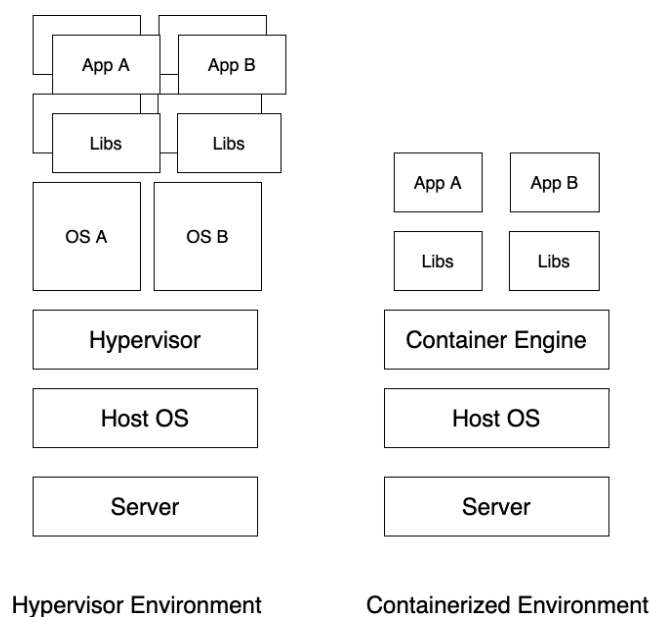 App A
App B
Libs
Libs
OS A
OS B
Hypervisor
Host OS
Server
Hypervisor Environment
App A
App B
Libs
Libs
Container Engine
Host OS
Server
Containerized Environment